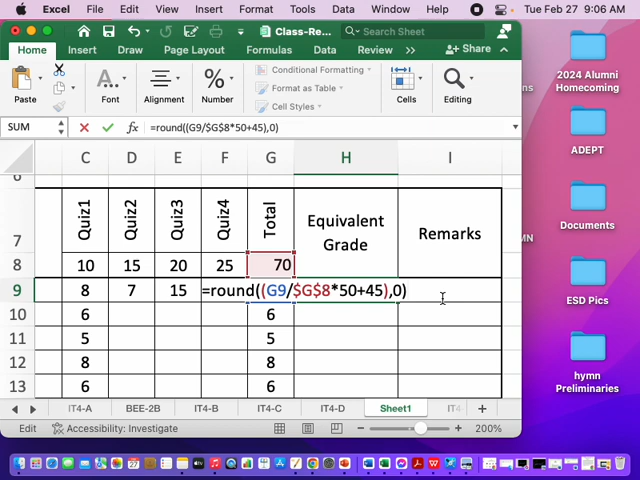 Excel File Edit View Insert Format Tools Data Window Help Tue Feb 27 9:06 AM
Class-Re... Search Sheet
Home Insert Draw Page Layout Formulas Data Review >> Share
Paste Font Alignment Number Conditional Formatting Format as Table Cell Styles Cells Editing
SUM fx =round((G9/$G$8*50+45),0)
C D E F G H I
7 Quiz1 Quiz2 Quiz3 Quiz4 Total Equivalent Grade Remarks
8 10 15 20 25 70
9 8 7 15 =round((G9/$G$8*50+45),0)
10 6 6
11 5 5
12 8 8
13 6 6
IT4-A BEE-2B IT4-B IT4-C IT4-D Sheet1 IT4 +
Edit Accessibility: Investigate 200%
2024 Alumni
Homecoming
ADEPT
Documents
ESD Pics
hymn
Preliminaries